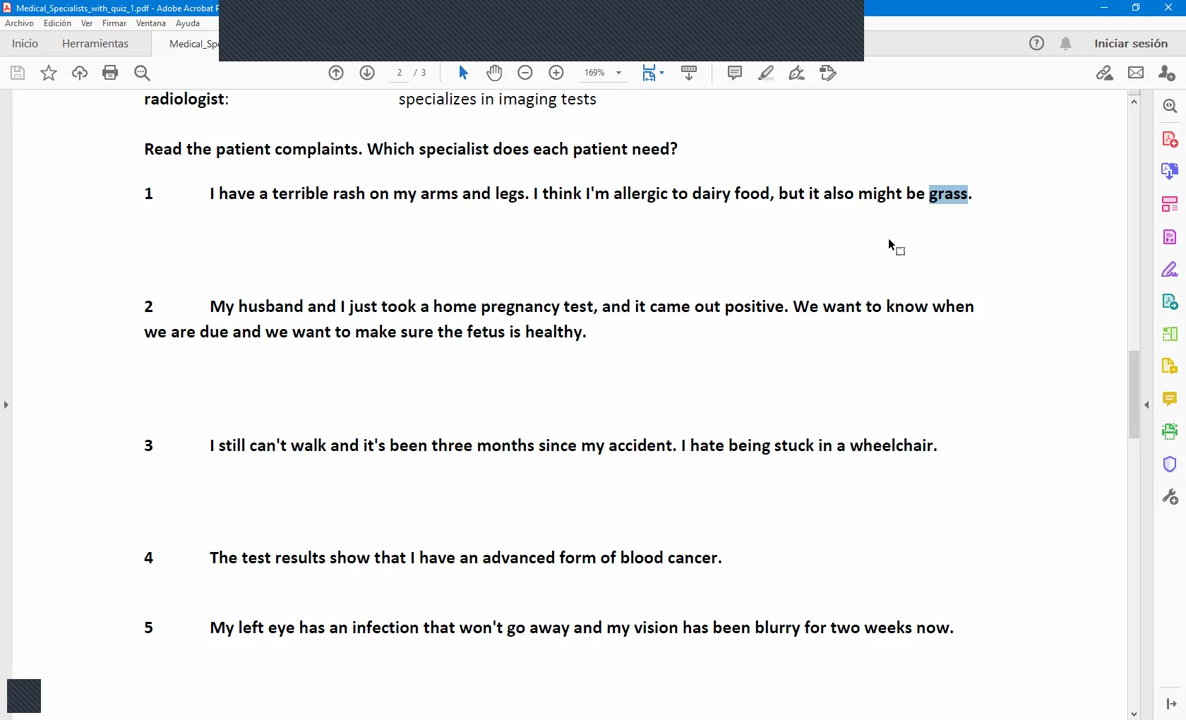 Medical_Specialists_with_quiz_1.pdf - Adobe Acrobat
Archivo Edición Ver Firmar Ventana Ayuda
Inicio Herramientas Medical_Spe Iniciar sesión
2 / 3 169%
radiologist: specializes in imaging tests
Read the patient complaints. Which specialist does each patient need?
1 I have a terrible rash on my arms and legs. I think I'm allergic to dairy food, but it also might be grass.
2 My husband and I just took a home pregnancy test, and it came out positive. We want to know when
we are due and we want to make sure the fetus is healthy.
3 I still can't walk and it's been three months since my accident. I hate being stuck in a wheelchair.
4 The test results show that I have an advanced form of blood cancer.
5 My left eye has an infection that won't go away and my vision has been blurry for two weeks now.